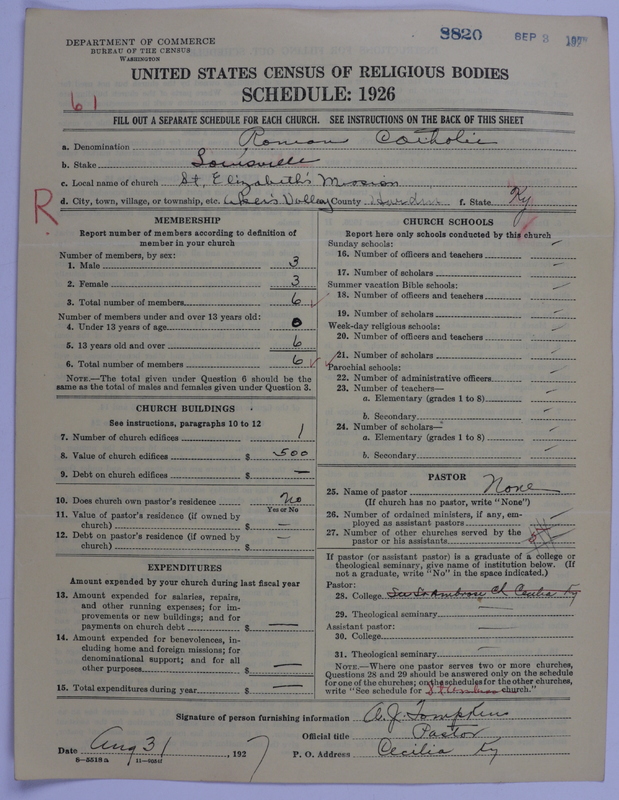 DEPARTMENT OF COMMERCE
BUREAU OF THE CENSUS
WASHINGTON
8820 SEP 3
UNITED STATES CENSUS OF RELIGIOUS BODIES
SCHEDULE: 1926
61
FILL OUT A SEPARATE SCHEDULE FOR EACH CHURCH. SEE INSTRUCTIONS ON THE BACK OF THIS SHEET
a. Denomination Roman Catholic
b. Stake Louisville
c. Local name of church St. Elizabeth's Mission
d. City, town, village, or township, etc. Valley County Hardin f. State Ky
R
MEMBERSHIP
Report number of members according to definition of
member in your church
Number of members, by sex:
1. Male 3
2. Female 3
3. Total number of members 6
Number of members under and over 13 years old:
4. Under 13 years of age 0
5. 13 years old and over 6
6. Total number of members 6
NOTE.—The total given under Question 6 should be the
same as the total of males and females given under Question 3.
CHURCH BUILDINGS
See instructions, paragraphs 10 to 12
7. Number of church edifices 1
8. Value of church edifices $ 500
9. Debt on church edifices $ —
10. Does church own pastor's residence No
Yes or No
11. Value of pastor's residence (if owned by
church) $ —
12. Debt on pastor's residence (if owned by
church) $ —
EXPENDITURES
Amount expended by your church during last fiscal year
13. Amount expended for salaries, repairs,
and other running expenses; for im-
provements or new buildings; and for
payments on church debt $ —
14. Amount expended for benevolences, in-
cluding home and foreign missions; for
denominational support; and for all
other purposes $ —
15. Total expenditures during year $ —
CHURCH SCHOOLS
Report here only schools conducted by this church
Sunday schools:
16. Number of officers and teachers —
17. Number of scholars —
Summer vacation Bible schools:
18. Number of officers and teachers —
19. Number of scholars —
Week-day religious schools:
20. Number of officers and teachers —
21. Number of scholars —
Parochial schools:
22. Number of administrative officers —
23. Number of teachers—
a. Elementary (grades 1 to 8) —
b. Secondary —
24. Number of scholars—
a. Elementary (grades 1 to 8) —
b. Secondary —
PASTOR
25. Name of pastor None
(If church has no pastor, write "None")
26. Number of ordained ministers, if any, em-
ployed as assistant pastors —
27. Number of other churches served by the
pastor or his assistants
If pastor (or assistant pastor) is a graduate of a college or
theological seminary, give name of institution below. (If
not a graduate, write "No" in the space indicated.)
Pastor:
28. College See St Ambrose Ch Cecilia Ky
29. Theological seminary —
Assistant pastor:
30. College —
31. Theological seminary —
NOTE.—Where one pastor serves two or more churches,
Questions 28 and 29 should be answered only on the schedule
for one of the churches; on the schedules for the other churches,
write "See schedule for St Ambrose church."
Signature of person furnishing information A. J. Tompkins
Official title Pastor
Date Aug 31, 1927 P. O. Address Cecilia Ky